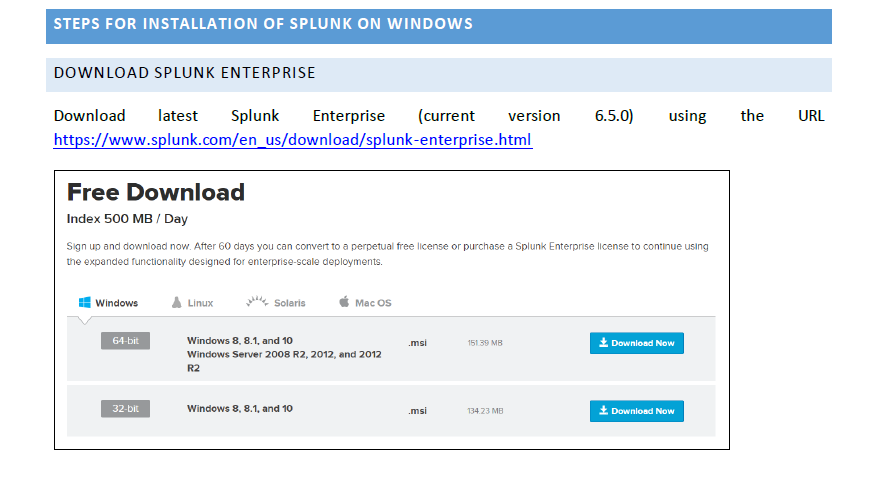 STEPS FOR INSTALLATION OF SPLUNK ON WINDOWS
DOWNLOAD SPLUNK ENTERPRISE
Download latest Splunk Enterprise (current version 6.5.0) using the URL
https://www.splunk.com/en_us/download/splunk-enterprise.html
Free Download
Index 500 MB / Day
Sign up and download now. After 60 days you can convert to a perpetual free license or purchase a Splunk Enterprise license to continue using
the expanded functionality designed for enterprise-scale deployments.
Windows Linux Solaris Mac OS
64-bit Windows 8, 8.1, and 10 .msi 151.39 MB Download Now
Windows Server 2008 R2, 2012, and 2012
R2
32-bit Windows 8, 8.1, and 10 .msi 134.23 MB Download Now